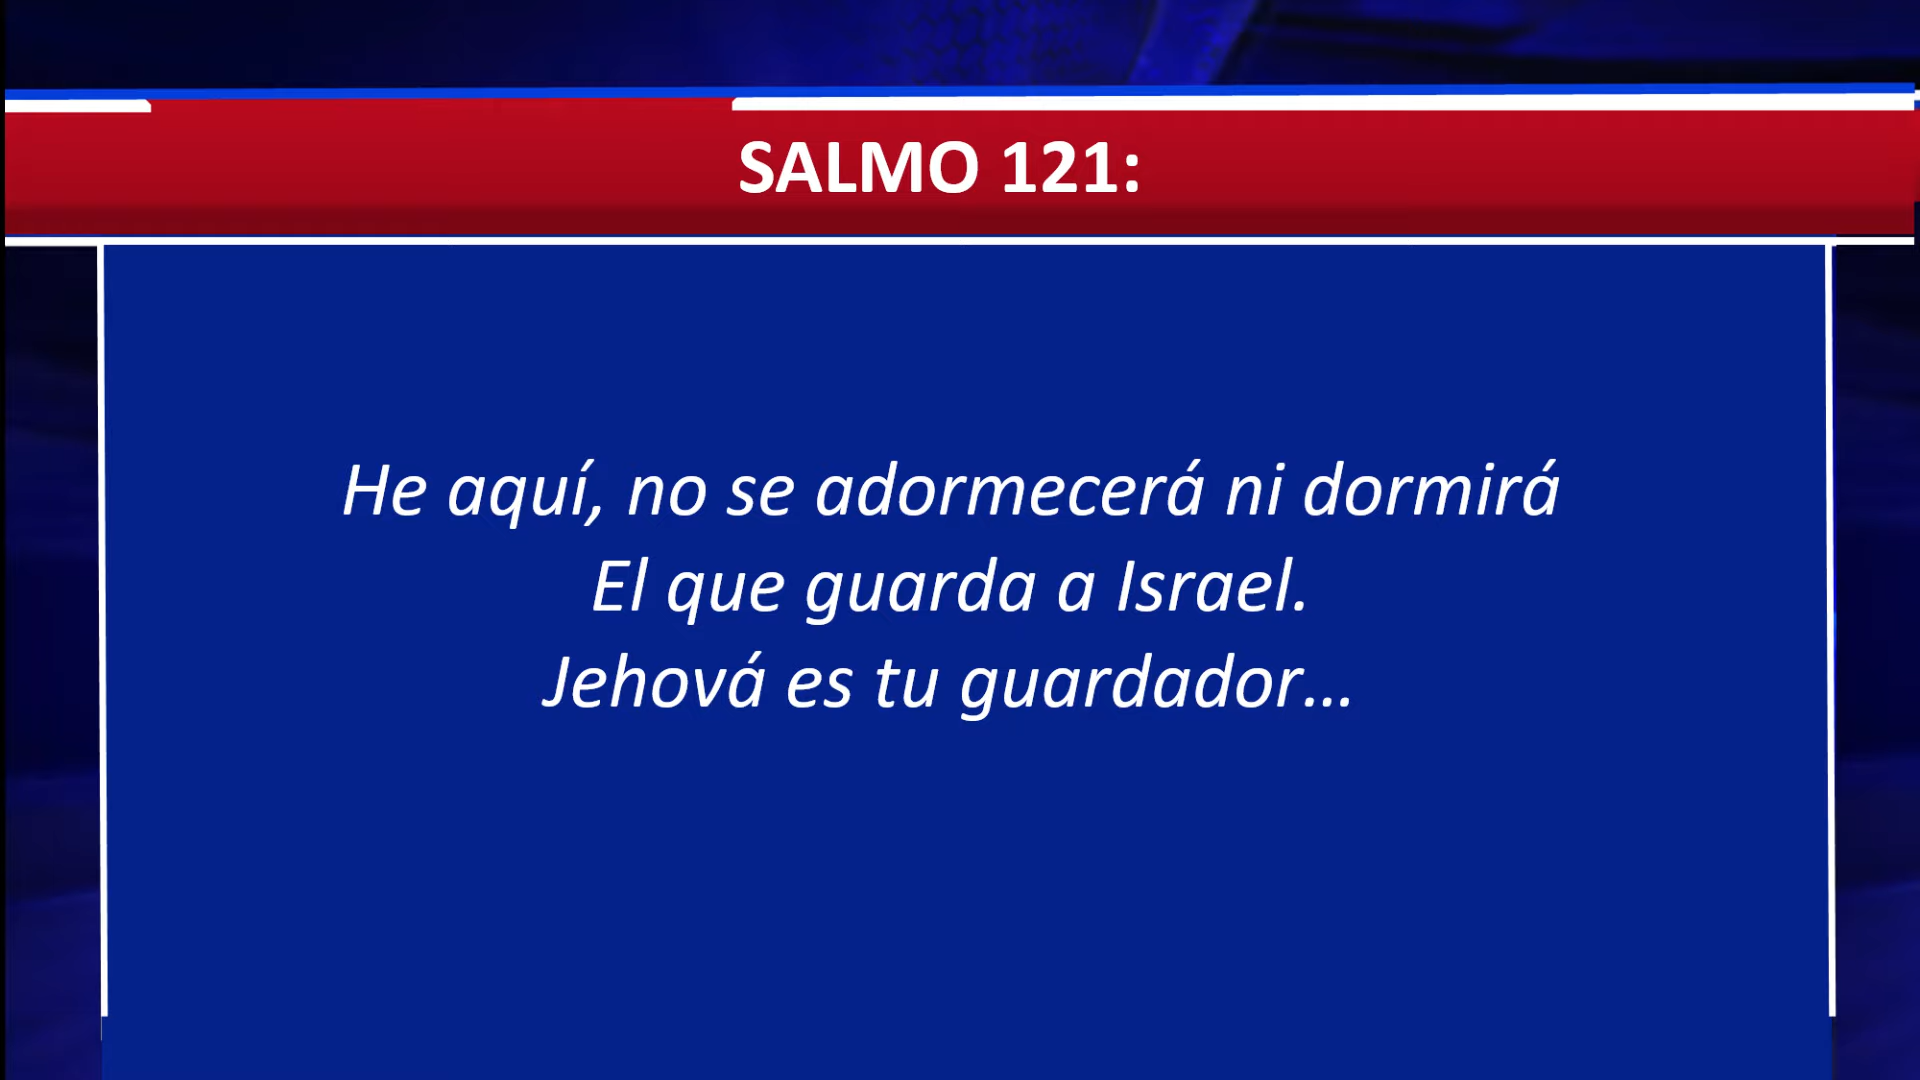 SALMO 121:
He aquí, no se adormecerá ni dormirá
El que guarda a Israel.
Jehová es tu guardador...